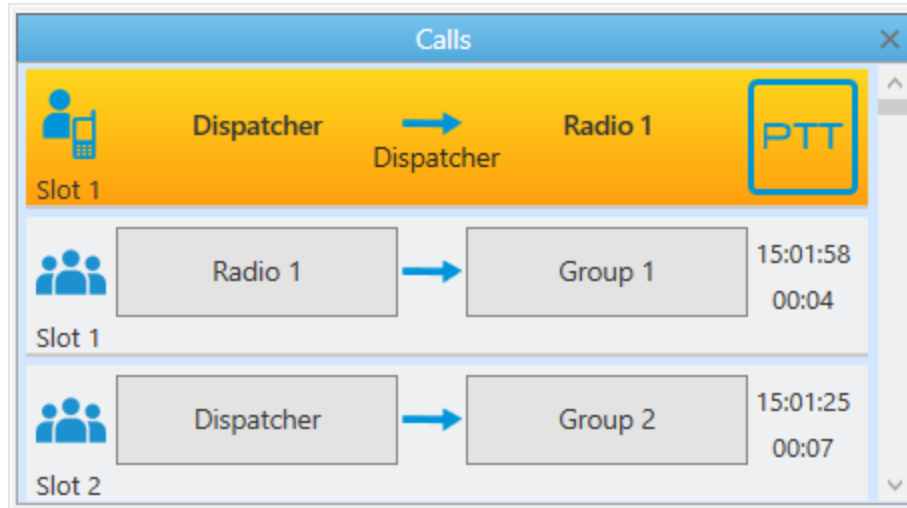 Calls
Dispatcher Radio 1
Dispatcher
PTT
Slot 1
Radio 1 Group 1 15:01:58
00:04
Slot 1
Dispatcher Group 2 15:01:25
00:07
Slot 2